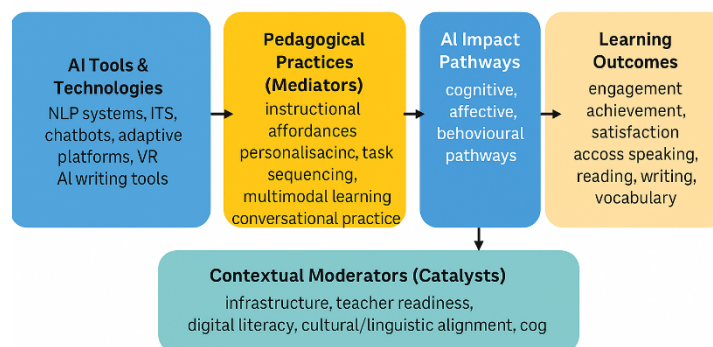 AI Tools &
Technologies
NLP systems, ITS,
chatbots, adaptive
platforms, VR
AI writing tools
Pedagogical
Practices
(Mediators)
instructional
affordances
personalisacinc, task
sequencing,
multimodal learning
conversational practice
AI Impact
Pathways
cognitive,
affective,
behovioural
pathways
Learning
Outcomes
engagement
achievement,
satisfaction
accoss speaking,
reading, writing,
vocabulary
Contextual Moderators (Catalysts)
infrastructure, teacher readiness,
digital literacy, cultural/linguistic alignment, cog